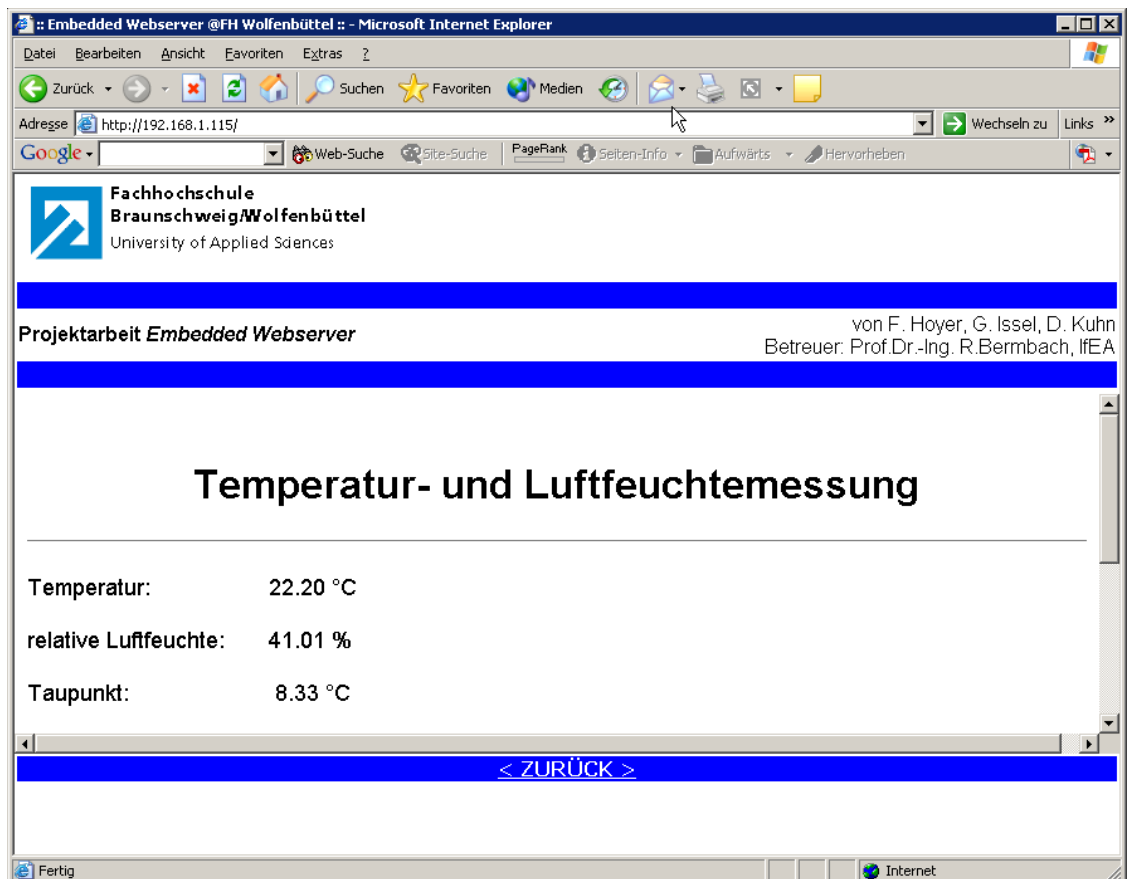 :: Embedded Webserver @FH Wolfenbüttel :: - Microsoft Internet Explorer
Datei Bearbeiten Ansicht Favoriten Extras ?
Zurück Suchen Favoriten Medien
Adresse http://192.168.1.115/ Wechseln zu Links »
Google Web-Suche Site-Suche PageRank Seiten-Info Aufwärts Hervorheben
Fachhochschule
Braunschweig/Wolfenbüttel
University of Applied Sciences
von F. Hoyer, G. Issel, D. Kuhn
Projektarbeit Embedded Webserver
Betreuer: Prof.Dr.-Ing. R.Bermbach, IfEA
Temperatur- und Luftfeuchtemessung
Temperatur: 22.20 °C
relative Luftfeuchte: 41.01 %
Taupunkt: 8.33 °C
< ZURÜCK >
Fertig Internet